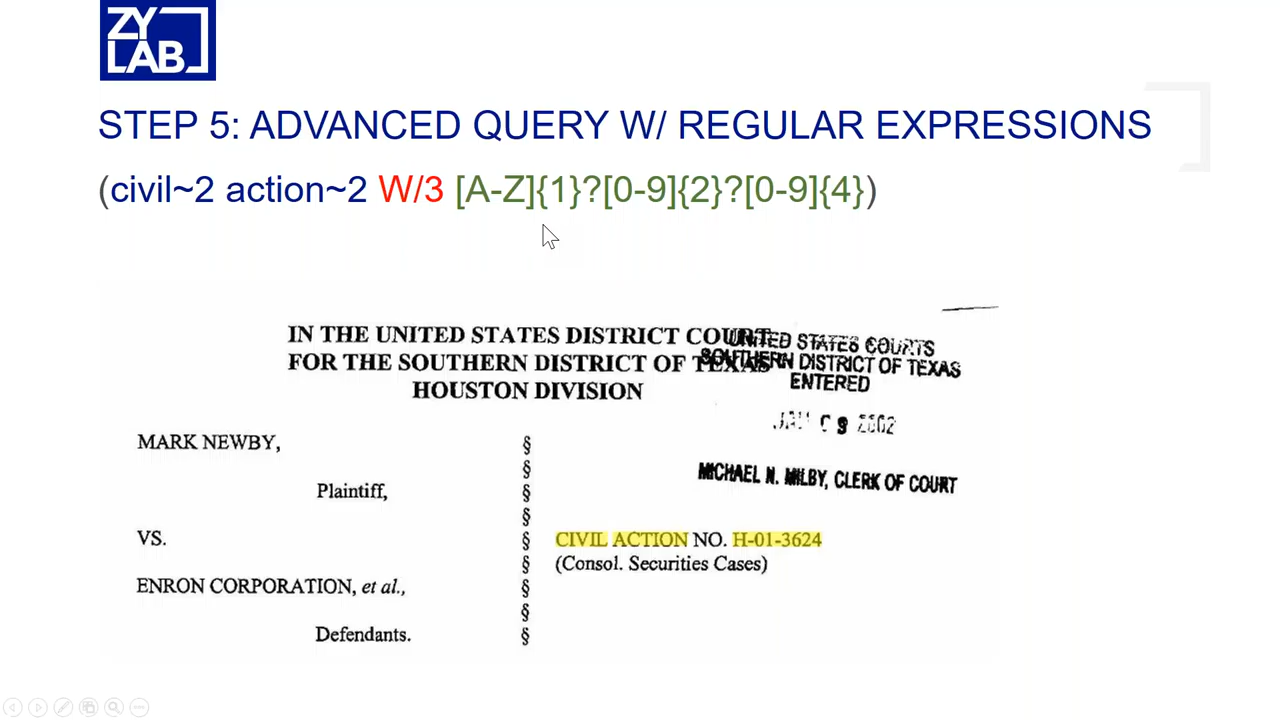 ZY
LAB
STEP 5: ADVANCED QUERY W/ REGULAR EXPRESSIONS
(civil~2 action~2 W/3 [A-Z]{1}?[0-9]{2}?[0-9]{4})
IN THE UNITED STATES DISTRICT COURT
FOR THE SOUTHERN DISTRICT OF TEXAS
HOUSTON DIVISION
UNITED STATES COURTS
SOUTHERN DISTRICT OF TEXAS
ENTERED
2002
MICHAEL N. MILBY, CLERK OF COURT
MARK NEWBY, §
§
Plaintiff, §
§
VS. § CIVIL ACTION NO. H-01-3624
§ (Consol. Securities Cases)
ENRON CORPORATION, et al., §
§
Defendants. §